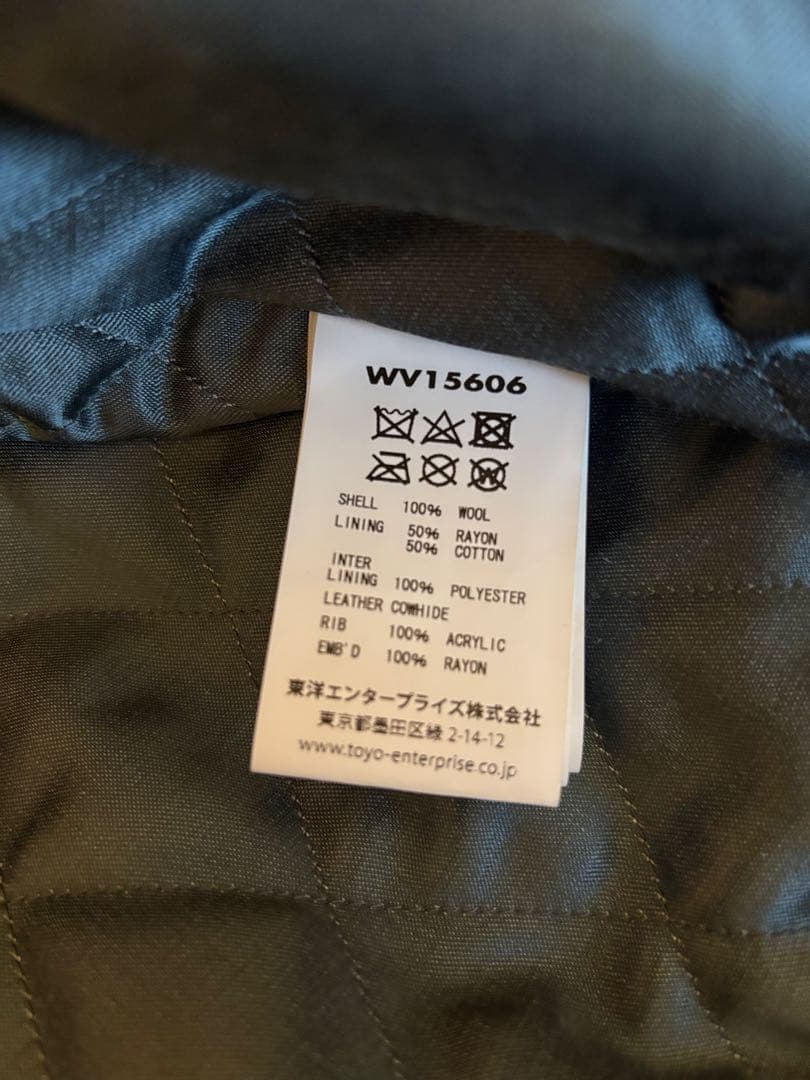 WV15606
W
SHELL 100% WOOL
LINING 50% RAYON
50% COTTON
INTER
LINING 100% POLYESTER
LEATHER COWHIDE
RIB 100% ACRYLIC
EMB'D 100% RAYON
東洋エンタープライズ株式会社
東京都墨田区緑 2-14-12
www.toyo-enterprise.co.jp